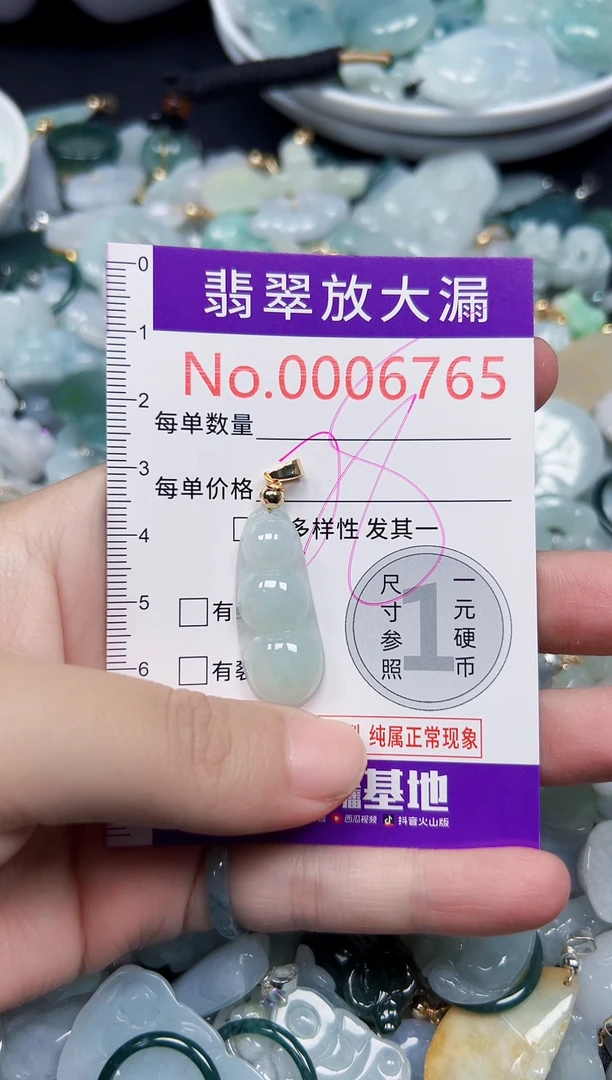 翡翠放大漏
No.0006765
每单数量
每单价格
多样性 发其一
有
有
尺寸参照
1
一元硬币
纯属正常现象
播基地
西瓜视频 抖音火山版
0
1
2
3
4
5
6